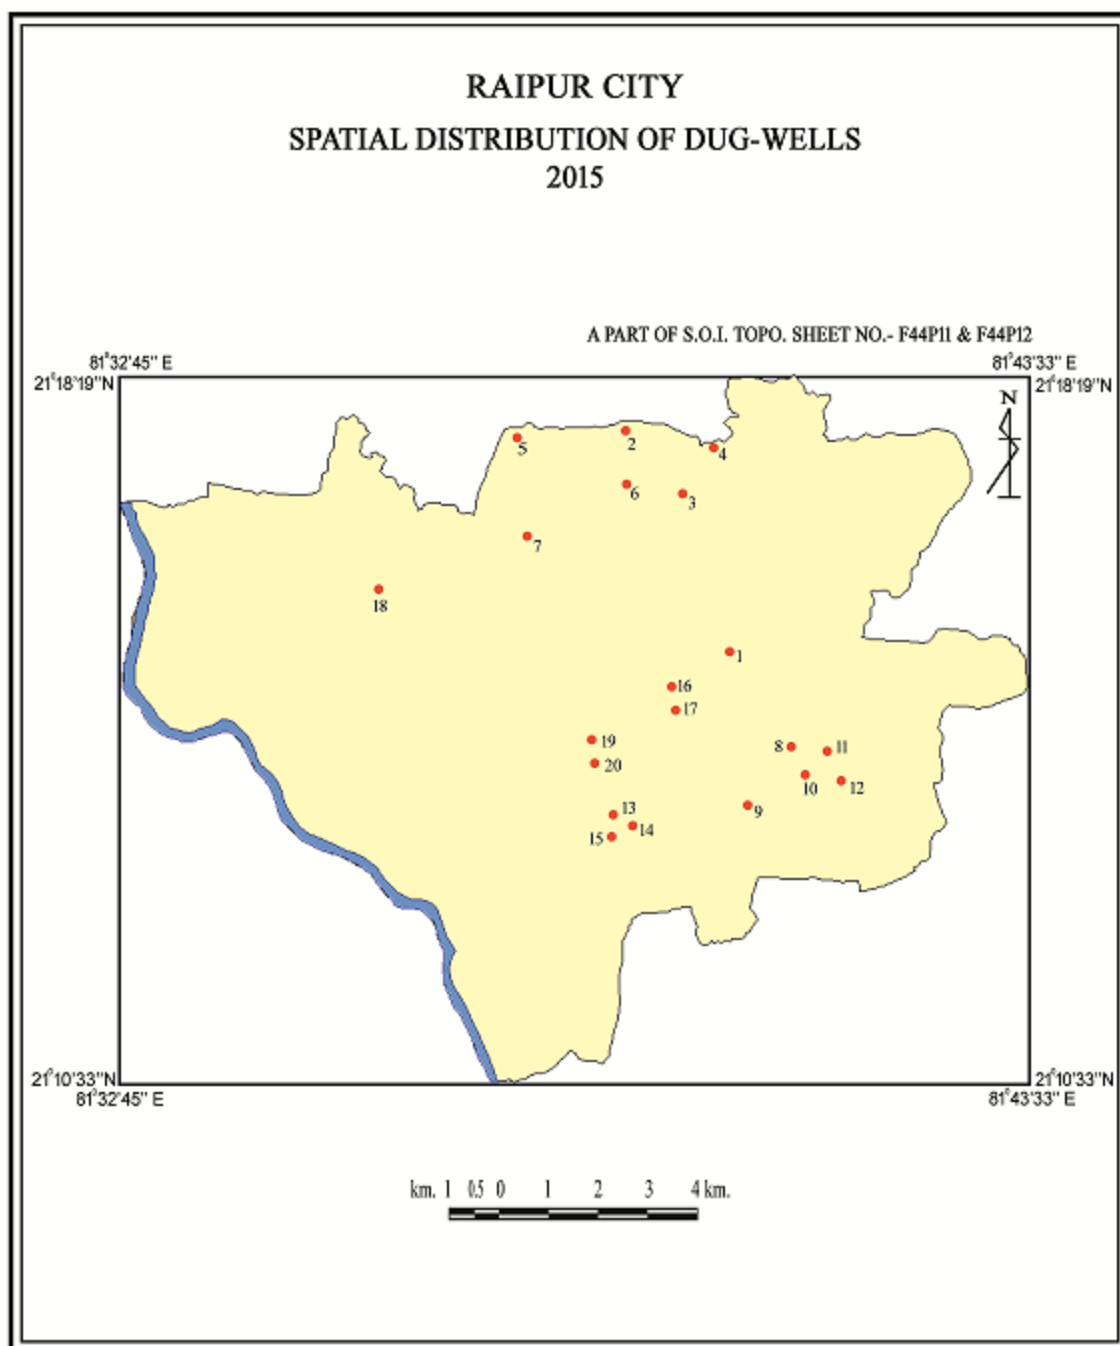 RAIPUR CITY
SPATIAL DISTRIBUTION OF DUG-WELLS
2015
A PART OF S.O.I. TOPO. SHEET NO.- F44P11 & F44P12
81°32'45" E 81°43'33" E
21°18'19"N 21°18'19"N
N
5 2 4
6 3
7
18
1
16
17
19 8 11
20 10 12
13 9
15 14
21°10'33"N 21°10'33"N
81°32'45" E 81°43'33" E
km. 1 0.5 0 1 2 3 4 km.